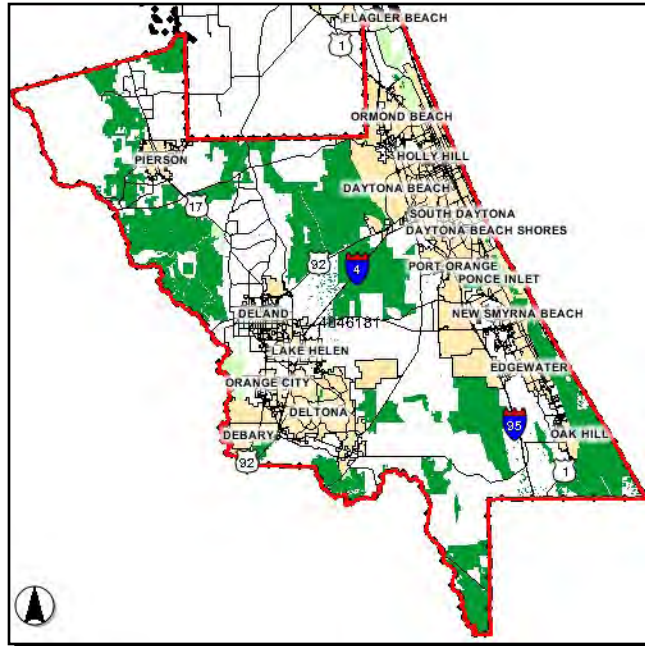 FLAGLER BEACH
1
ORMOND BEACH
HOLLY HILL
PIERSON
DAYTONA BEACH
17
SOUTH DAYTONA
DAYTONA BEACH SHORES
92
4
PORT ORANGE
PONCE INLET
DELAND
4846181
NEW SMYRNA BEACH
LAKE HELEN
EDGEWATER
ORANGE CITY
DELTONA
95
DEBARY
OAK HILL
92
1